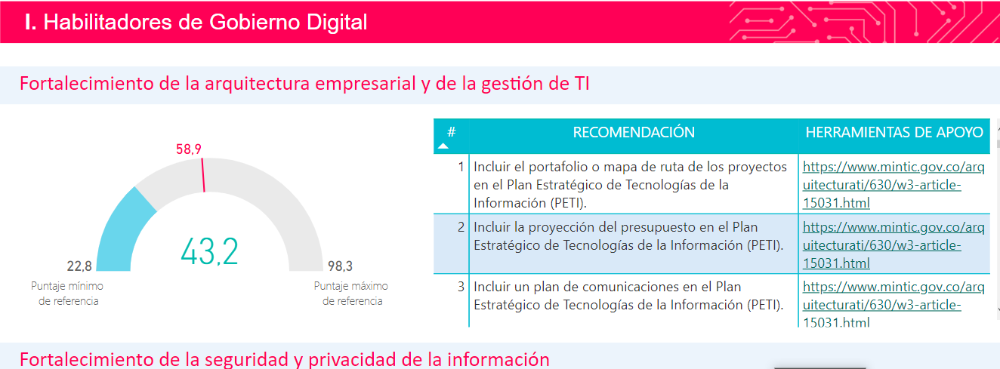 I. Habilitadores de Gobierno Digital
Fortalecimiento de la arquitectura empresarial y de la gestión de TI
58,9
43,2
22,8
Puntaje mínimo
de referencia
98,3
Puntaje máximo
de referencia
# RECOMENDACIÓN HERRAMIENTAS DE APOYO
1 Incluir el portafolio o mapa de ruta de los proyectos
en el Plan Estratégico de Tecnologías de la
Información (PETI).
https://www.mintic.gov.co/arq
uitecturati/630/w3-article-
15031.html
2 Incluir la proyección del presupuesto en el Plan
Estratégico de Tecnologías de la Información (PETI).
https://www.mintic.gov.co/arq
uitecturati/630/w3-article-
15031.html
3 Incluir un plan de comunicaciones en el Plan
Estratégico de Tecnologías de la Información (PETI).
https://www.mintic.gov.co/arq
uitecturati/630/w3-article-
15031.html
Fortalecimiento de la seguridad y privacidad de la información